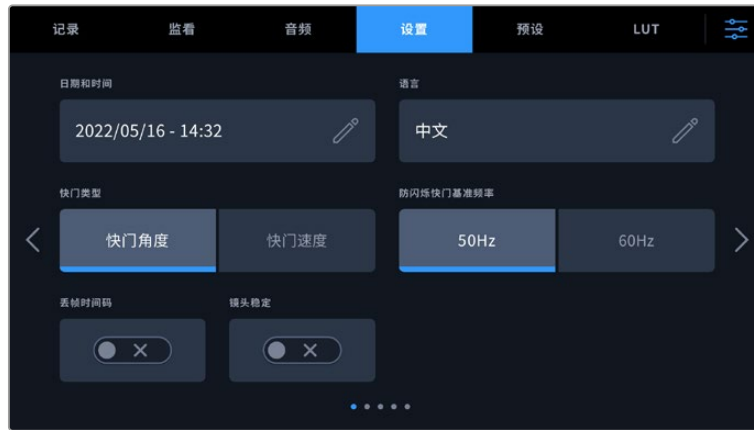 记录 监看 音频 设置 预设 LUT
日期和时间 语言
2022/05/16 - 14:32 中文
快门类型 防闪烁快门基准频率
快门角度 快门速度 50Hz 60Hz
丢帧时间码 镜头稳定